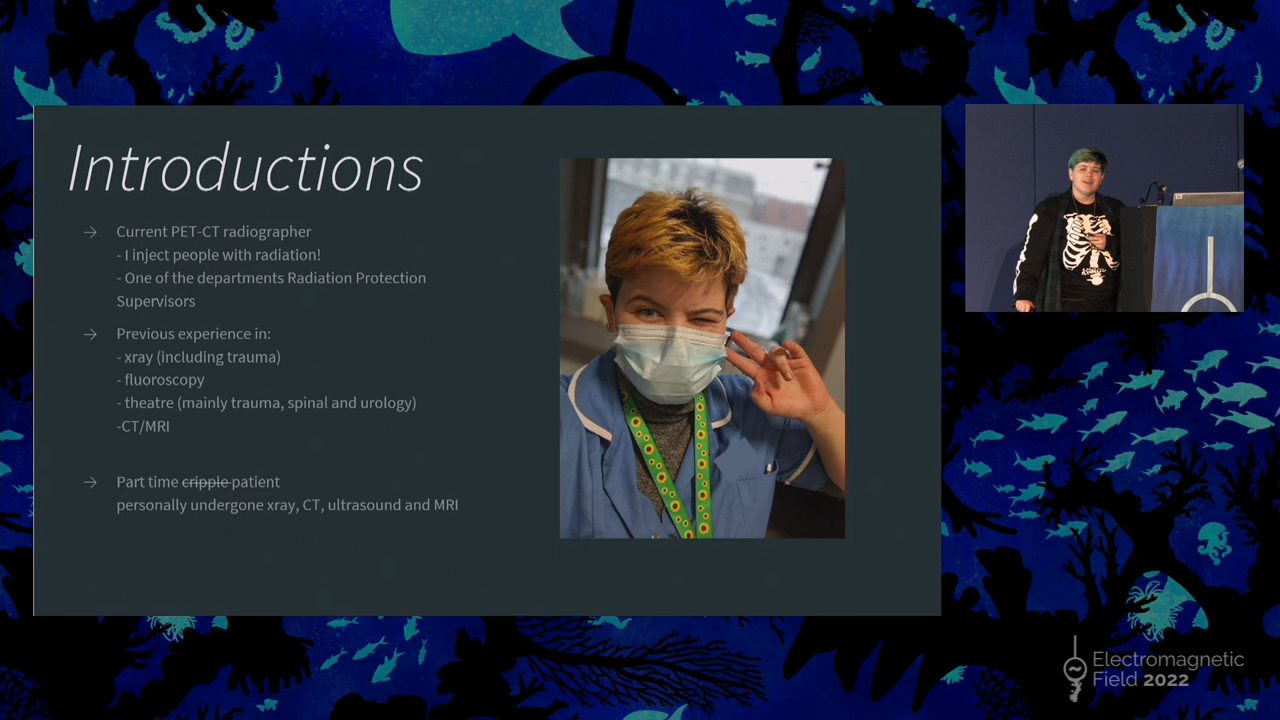 Introductions
→ Current PET-CT radiographer
- I inject people with radiation!
- One of the departments Radiation Protection
Supervisors
→ Previous experience in:
- xray (including trauma)
- fluoroscopy
- theatre (mainly trauma, spinal and urology)
-CT/MRI
→ Part time cripple patient
personally undergone xray, CT, ultrasound and MRI
Electromagnetic
Field 2022